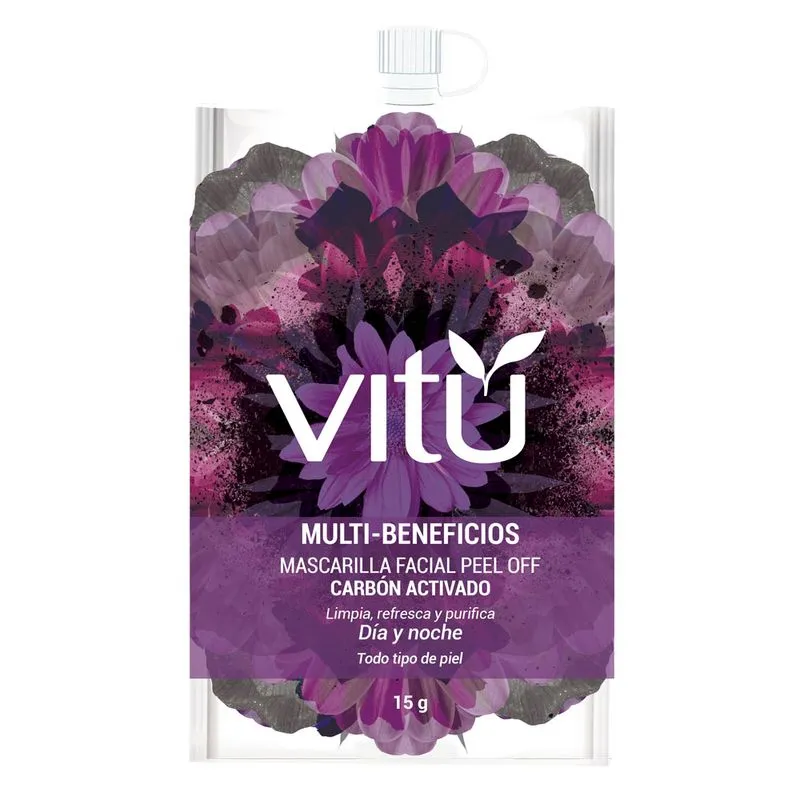 vitú
MULTI-BENEFICIOS
MASCARILLA FACIAL PEEL OFF
CARBÓN ACTIVADO
Limpia, refresca y purifica
Día y noche
Todo tipo de piel
15 g